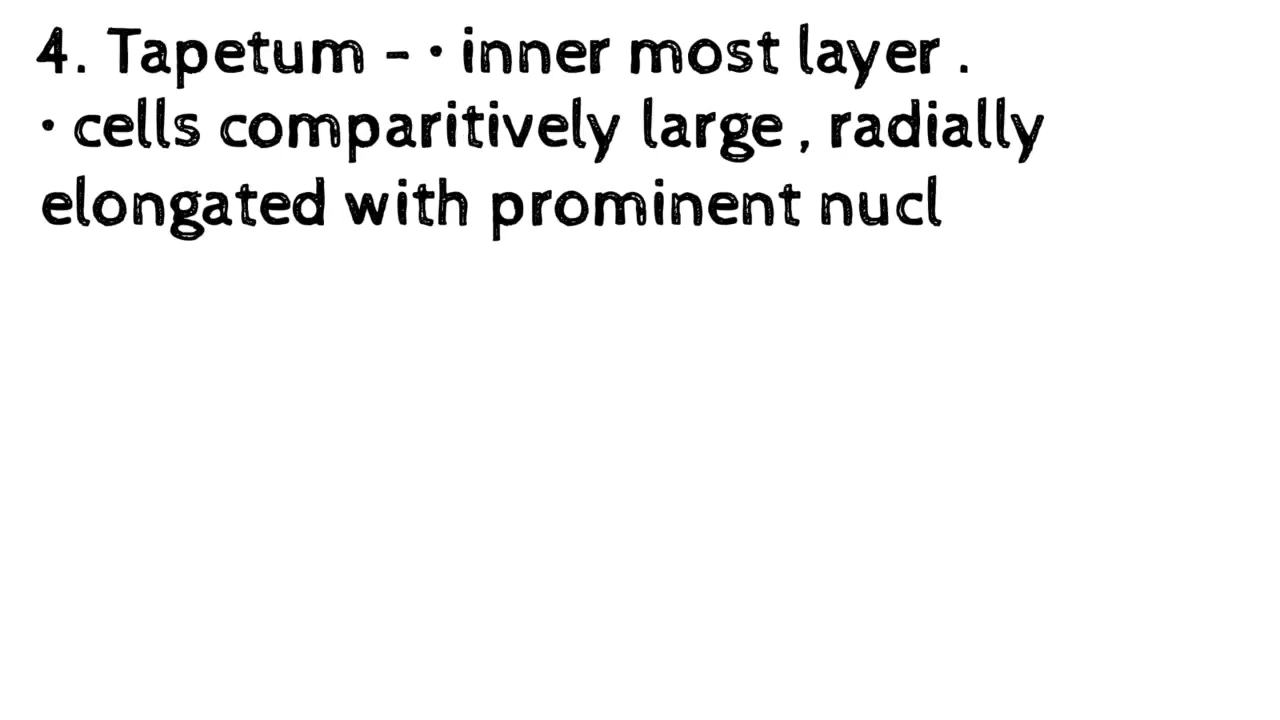 4. Tapetum - • inner most layer .
• cells comparitively large , radially
elongated with prominent nucl